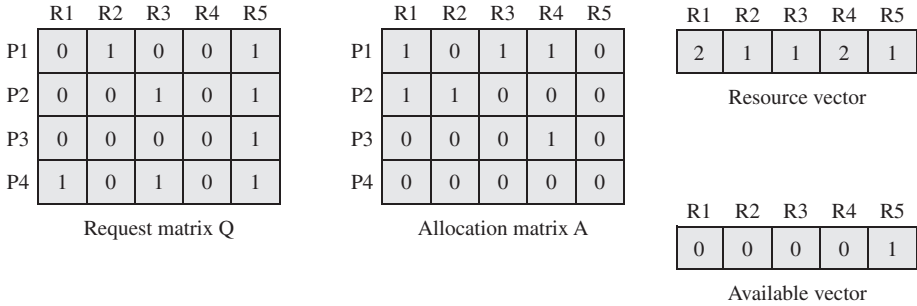 R1 R2 R3 R4 R5
P1 0 1 0 0 1
P2 0 0 1 0 1
P3 0 0 0 0 1
P4 1 0 1 0 1
Request matrix Q
R1 R2 R3 R4 R5
P1 1 0 1 1 0
P2 1 1 0 0 0
P3 0 0 0 1 0
P4 0 0 0 0 0
Allocation matrix A
R1 R2 R3 R4 R5
2 1 1 2 1
Resource vector
R1 R2 R3 R4 R5
0 0 0 0 1
Available vector